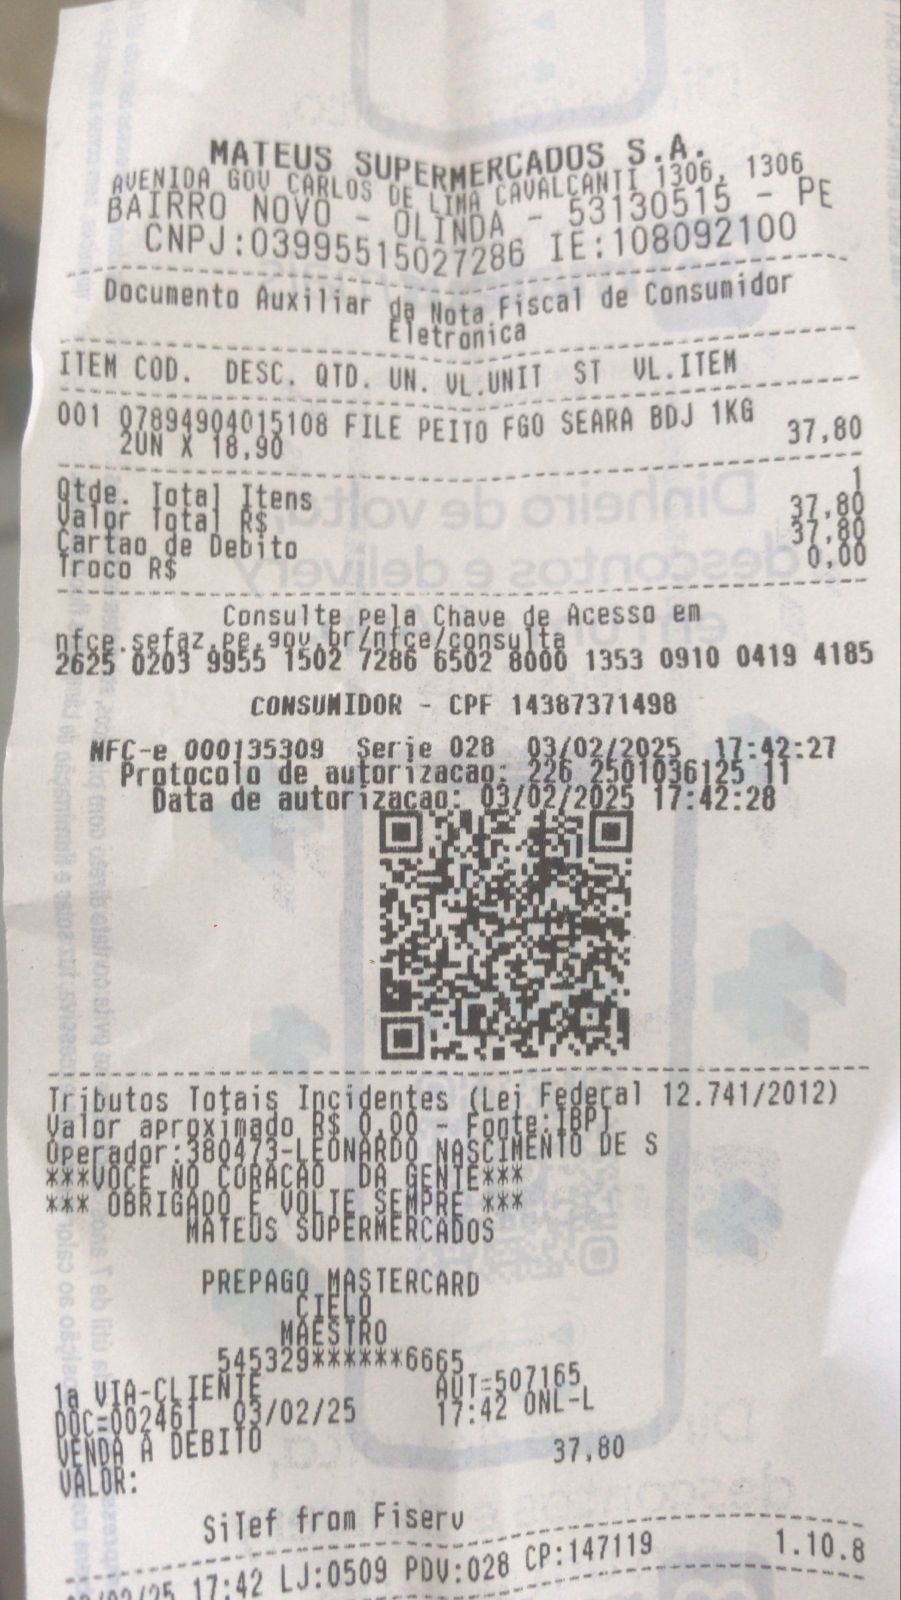 MATEUS SUPERMERCADOS S.A.
AVENIDA GOV CARLOS DE LIMA CAVALCANTI 1306, 1306
BAIRRO NOVO - OLINDA - 53130515 - PE
CNPJ:03995515027286 IE:108092100
Documento Auxiliar da Nota Fiscal de Consumidor
Eletronica
ITEM COD. DESC. QTD. UN. VL.UNIT ST VL.ITEM
001 07894904015108 FILE PEITO FGO SEARA BDJ 1KG
2UN X 18,90 37,80
Qtde. Total Itens 1
Valor Total R$ 37,80
Cartao de Debito 37,80
Troco R$ 0,00
Consulte pela Chave de Acesso em
nfce.sefaz.pe.gov.br/nfce/consulta
2625 0203 9955 1502 7286 6502 8000 1353 0910 0419 4185
CONSUMIDOR - CPF 14387371498
NFC-e 000135309 Serie 028 03/02/2025 17:42:27
Protocolo de autorizacao: 226 2501036125 11
Data de autorizacao: 03/02/2025 17:42:28
Tributos Totais Incidentes (Lei Federal 12.741/2012)
Valor aproximado R$ 0,00 - Fonte:IBPT
Operador:380473-LEONARDO NASCIMENTO DE S
***VOCE NO CORACAO DA GENTE***
*** OBRIGADO E VOLTE SEMPRE ***
MATEUS SUPERMERCADOS
PREPAGO MASTERCARD
CIELO
MAESTRO
545329******6665
1a VIA-CLIENTE AUT=507165
DOC=002461 03/02/25 17:42 ONL-L
VENDA A DEBITO
VALOR: 37,80
SiTef from Fiserv
17:42 LJ:0509 PDV:028 CP:147119 1.10.8